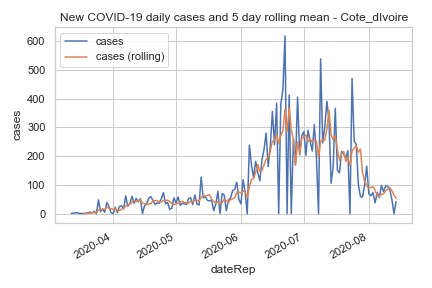 New COVID-19 daily cases and 5 day rolling mean - Cote_dIvoire
cases
cases (rolling)
600
500
400
300
200
100
0
cases
2020-04
2020-05
2020-06
2020-07
2020-08
dateRep